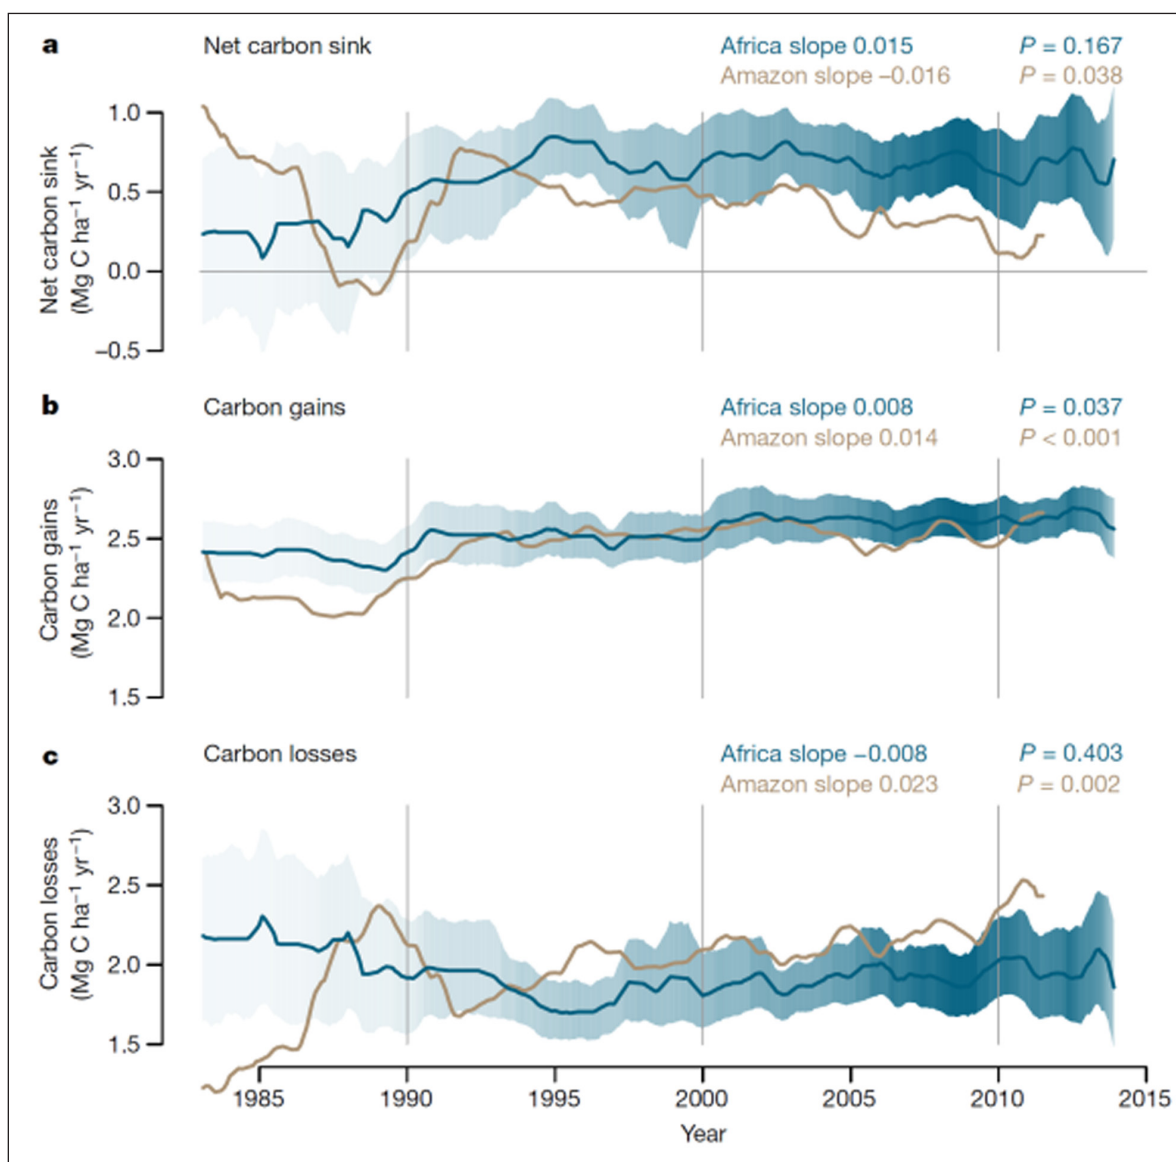 a Net carbon sink Africa slope 0.015 P = 0.167
Amazon slope –0.016 P = 0.038
Net carbon sink
(Mg C ha⁻¹ yr⁻¹)
1.0
0.5
0.0
–0.5
b Carbon gains Africa slope 0.008 P = 0.037
Amazon slope 0.014 P < 0.001
Carbon gains
(Mg C ha⁻¹ yr⁻¹)
3.0
2.5
2.0
1.5
c Carbon losses Africa slope –0.008 P = 0.403
Amazon slope 0.023 P = 0.002
Carbon losses
(Mg C ha⁻¹ yr⁻¹)
3.0
2.5
2.0
1.5
1985 1990 1995 2000 2005 2010 2015
Year